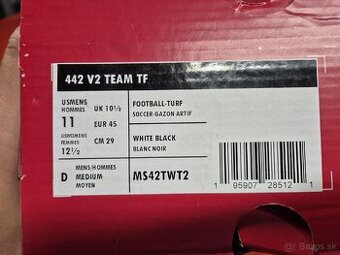 442 V2 TEAM TF
USMENS HOMMES 11
UK 10½
EUR 45
USWOMENS FEMMES 12½
CM 29
FOOTBALL-TURF
SOCCER-GAZON ARTIF
WHITE BLACK
BLANC NOIR
D
MENS/HOMMES
MEDIUM
MOYEN
MS42TWT2
1 95907 28512 1
bazos.sk